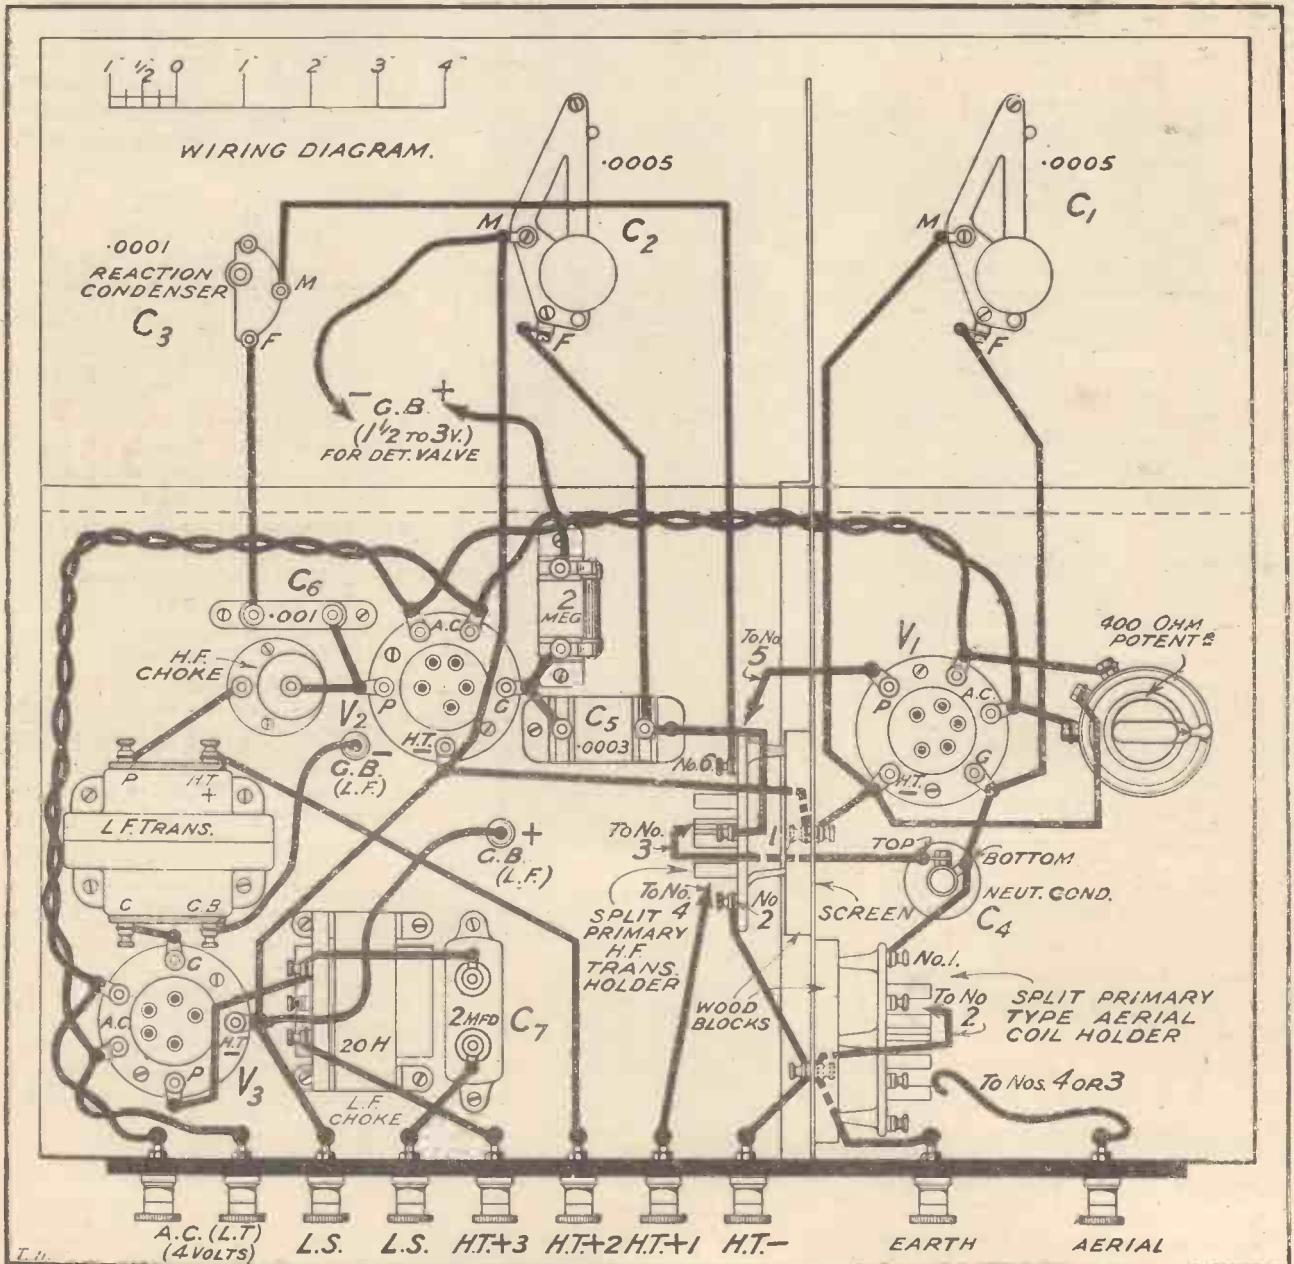 1" 1/2" 0 1" 2" 3" 4"
WIRING DIAGRAM.
.0005
C2
M
F
.0005
C1
M
F
.0001
REACTION
CONDENSER
C3
M
F
- G.B. +
(1 1/2 TO 3V.)
FOR DET. VALVE
C6
.001
H.F.
CHOKE
A.C.
P
G
H.T.
-
V2
2
MEG
C5
.0003
To No
5
V1
P
A.C.
G
H.T.
-
400 OHM
POTENTR
-
G.B.
(L.F.)
P
H.T.
+
L.F. TRANS.
G
G.B
+
G.B.
(L.F.)
No 6.
To No.
3
1
To No.
4
No
2
SPLIT
PRIMARY
H.F.
TRANS.
HOLDER
TOP
BOTTOM
NEUT. COND.
C4
SCREEN
WOOD
BLOCKS
No. 1.
To No
2
SPLIT PRIMARY
TYPE AERIAL
COIL HOLDER
To Nos. 4 OR 3
G
A.C.
H.T
-
P
V3
20 H
L.F.
CHOKE
2 MFD
C7
A.C. (L.T)
(4 VOLTS)
L.S.
L.S.
H.T.+3
H.T.+2
H.T.+1
H.T.-
EARTH
AERIAL